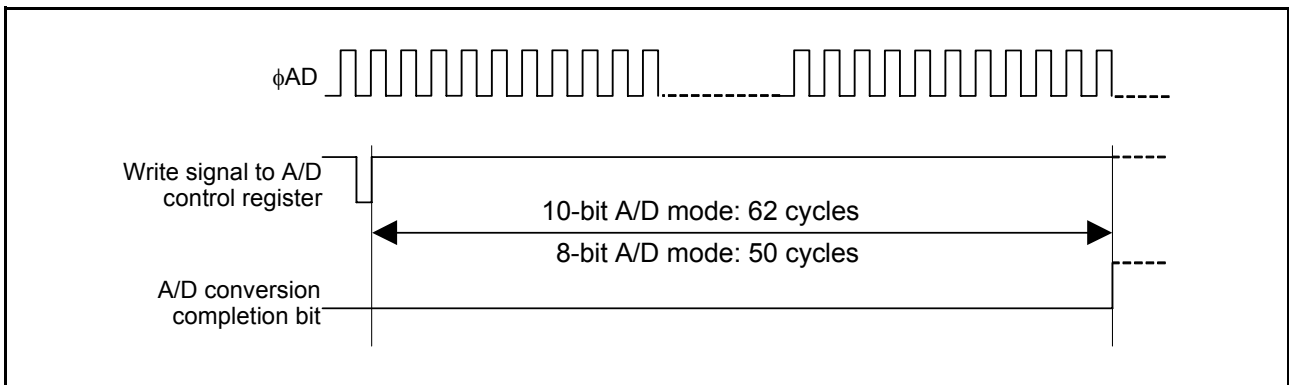 ϕAD
Write signal to A/D
control register
10-bit A/D mode: 62 cycles
8-bit A/D mode: 50 cycles
A/D conversion
completion bit